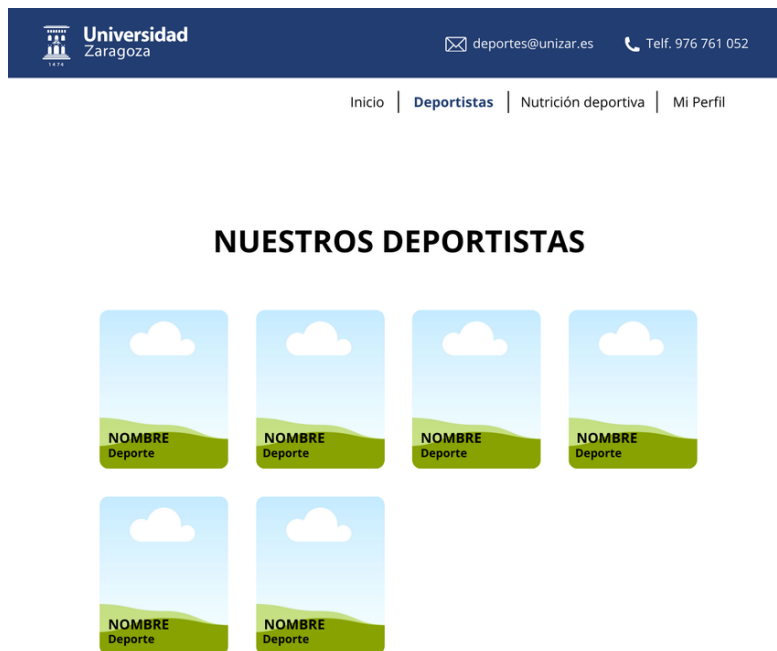 Universidad
Zaragoza
1474
deportes@unizar.es
Telf. 976 761 052
Inicio
Deportistas
Nutrición deportiva
Mi Perfil
NUESTROS DEPORTISTAS
NOMBRE
Deporte
NOMBRE
Deporte
NOMBRE
Deporte
NOMBRE
Deporte
NOMBRE
Deporte
NOMBRE
Deporte